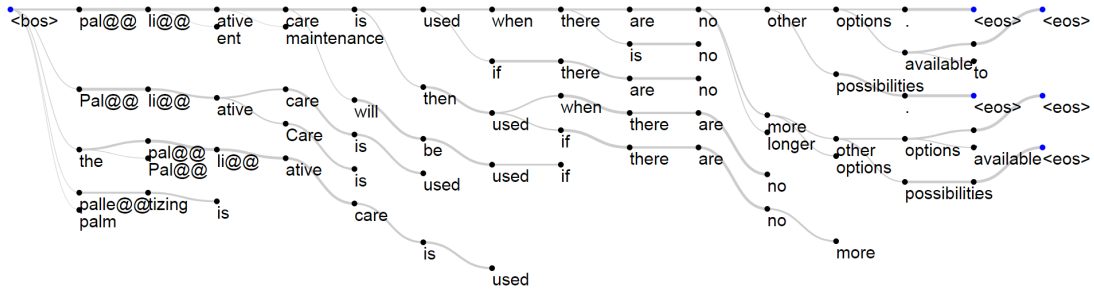 <bos> pal@@ li@@ ative care is used when there are no other options . <eos> <eos>
ent maintenance
is no
available to
if there are no
possibilities
Pal@@ li@@ ative care will then used when there are more . <eos> <eos>
Care is be if there are longer other options available <eos>
the pal@@ li@@ ative is used used if no options possibilities .
Pal@@
palle@@ tizing is care no
palm
is more
used